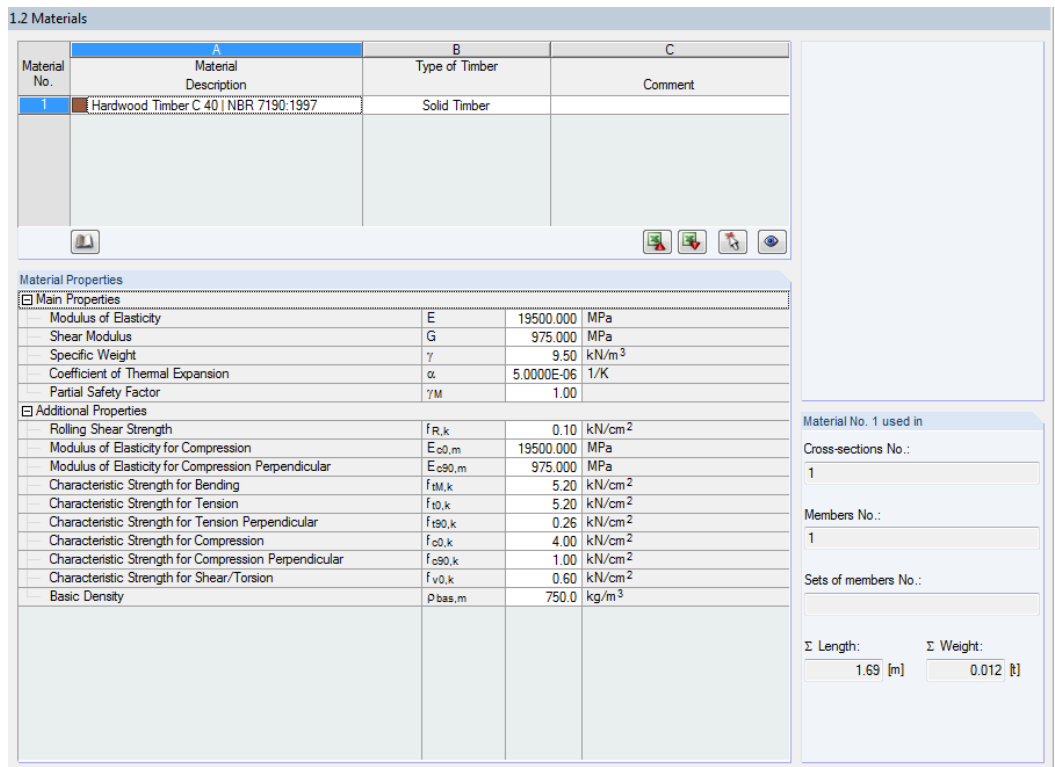 1.2 Materials
A B C
Material No. Material Description Type of Timber Comment
1 Hardwood Timber C 40 | NBR 7190:1997 Solid Timber
Material Properties
Main Properties
Modulus of Elasticity E 19500.000 MPa
Shear Modulus G 975.000 MPa
Specific Weight γ 9.50 kN/m³
Coefficient of Thermal Expansion α 5.0000E-06 1/K
Partial Safety Factor γM 1.00
Additional Properties
Rolling Shear Strength fR,k 0.10 kN/cm²
Modulus of Elasticity for Compression Ec0,m 19500.000 MPa
Modulus of Elasticity for Compression Perpendicular Ec90,m 975.000 MPa
Characteristic Strength for Bending ftM,k 5.20 kN/cm²
Characteristic Strength for Tension ft0,k 5.20 kN/cm²
Characteristic Strength for Tension Perpendicular ft90,k 0.26 kN/cm²
Characteristic Strength for Compression fc0,k 4.00 kN/cm²
Characteristic Strength for Compression Perpendicular fc90,k 1.00 kN/cm²
Characteristic Strength for Shear/Torsion fv0,k 0.60 kN/cm²
Basic Density ρbas,m 750.0 kg/m³
Material No. 1 used in
Cross-sections No.:
1
Members No.:
1
Sets of members No.:
Σ Length: Σ Weight:
1.69 [m] 0.012 [t]